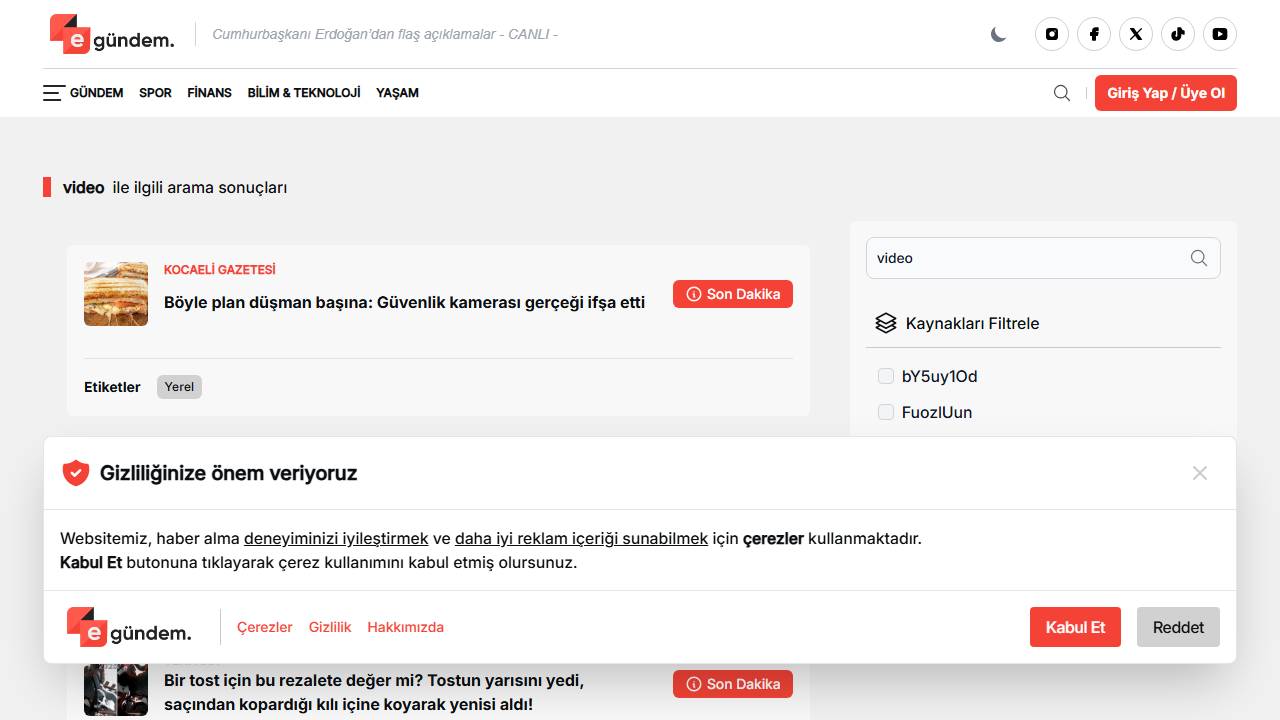 e gündem.
Cumhurbaşkanı Erdoğan'dan flaş açıklamalar - CANLI -
GÜNDEM SPOR FİNANS BİLİM & TEKNOLOJİ YAŞAM
Giriş Yap / Üye Ol
video ile ilgili arama sonuçları
KOCAELİ GAZETESİ
Böyle plan düşman başına: Güvenlik kamerası gerçeği ifşa etti
Son Dakika
Etiketler Yerel
video
Kaynakları Filtrele
bY5uy1Od
FuozlUun
Gizliliğinize önem veriyoruz
Websitemiz, haber alma deneyiminizi iyileştirmek ve daha iyi reklam içeriği sunabilmek için çerezler kullanmaktadır.
Kabul Et butonuna tıklayarak çerez kullanımını kabul etmiş olursunuz.
e gündem.
Çerezler Gizlilik Hakkımızda
Kabul Et Reddet
Bir tost için bu rezalete değer mi? Tostun yarısını yedi,
saçından kopardığı kılı içine koyarak yenisi aldı!
Son Dakika